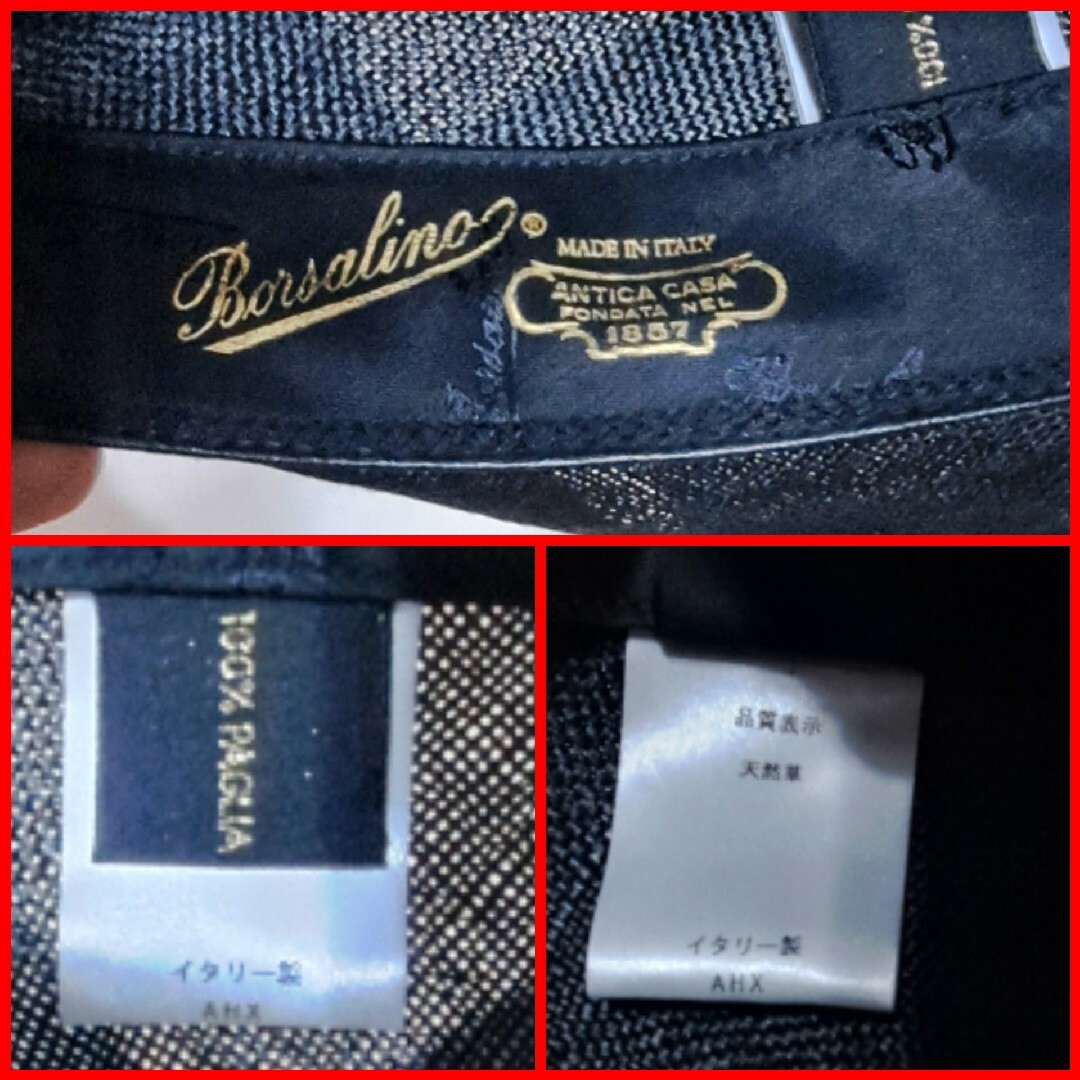 100%
Borsalino®
MADE IN ITALY
ANTICA CASA
FONDATA NEL
1857
100% PAGLIA
イタリー製
AHX
品質表示
天然草
イタリー製
AHX